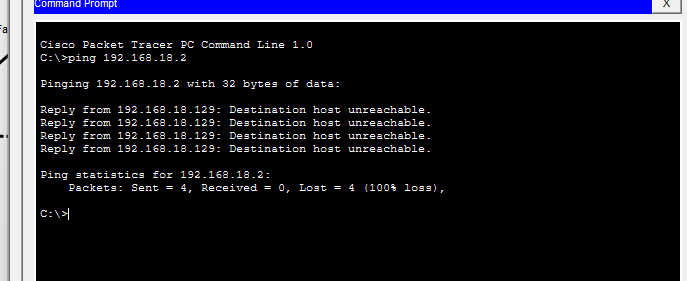 Command Prompt
X
Fa
Cisco Packet Tracer PC Command Line 1.0
C:\>ping 192.168.18.2
Pinging 192.168.18.2 with 32 bytes of data:
Reply from 192.168.18.129: Destination host unreachable.
Reply from 192.168.18.129: Destination host unreachable.
Reply from 192.168.18.129: Destination host unreachable.
Reply from 192.168.18.129: Destination host unreachable.
Ping statistics for 192.168.18.2:
Packets: Sent = 4, Received = 0, Lost = 4 (100% loss),
C:\>